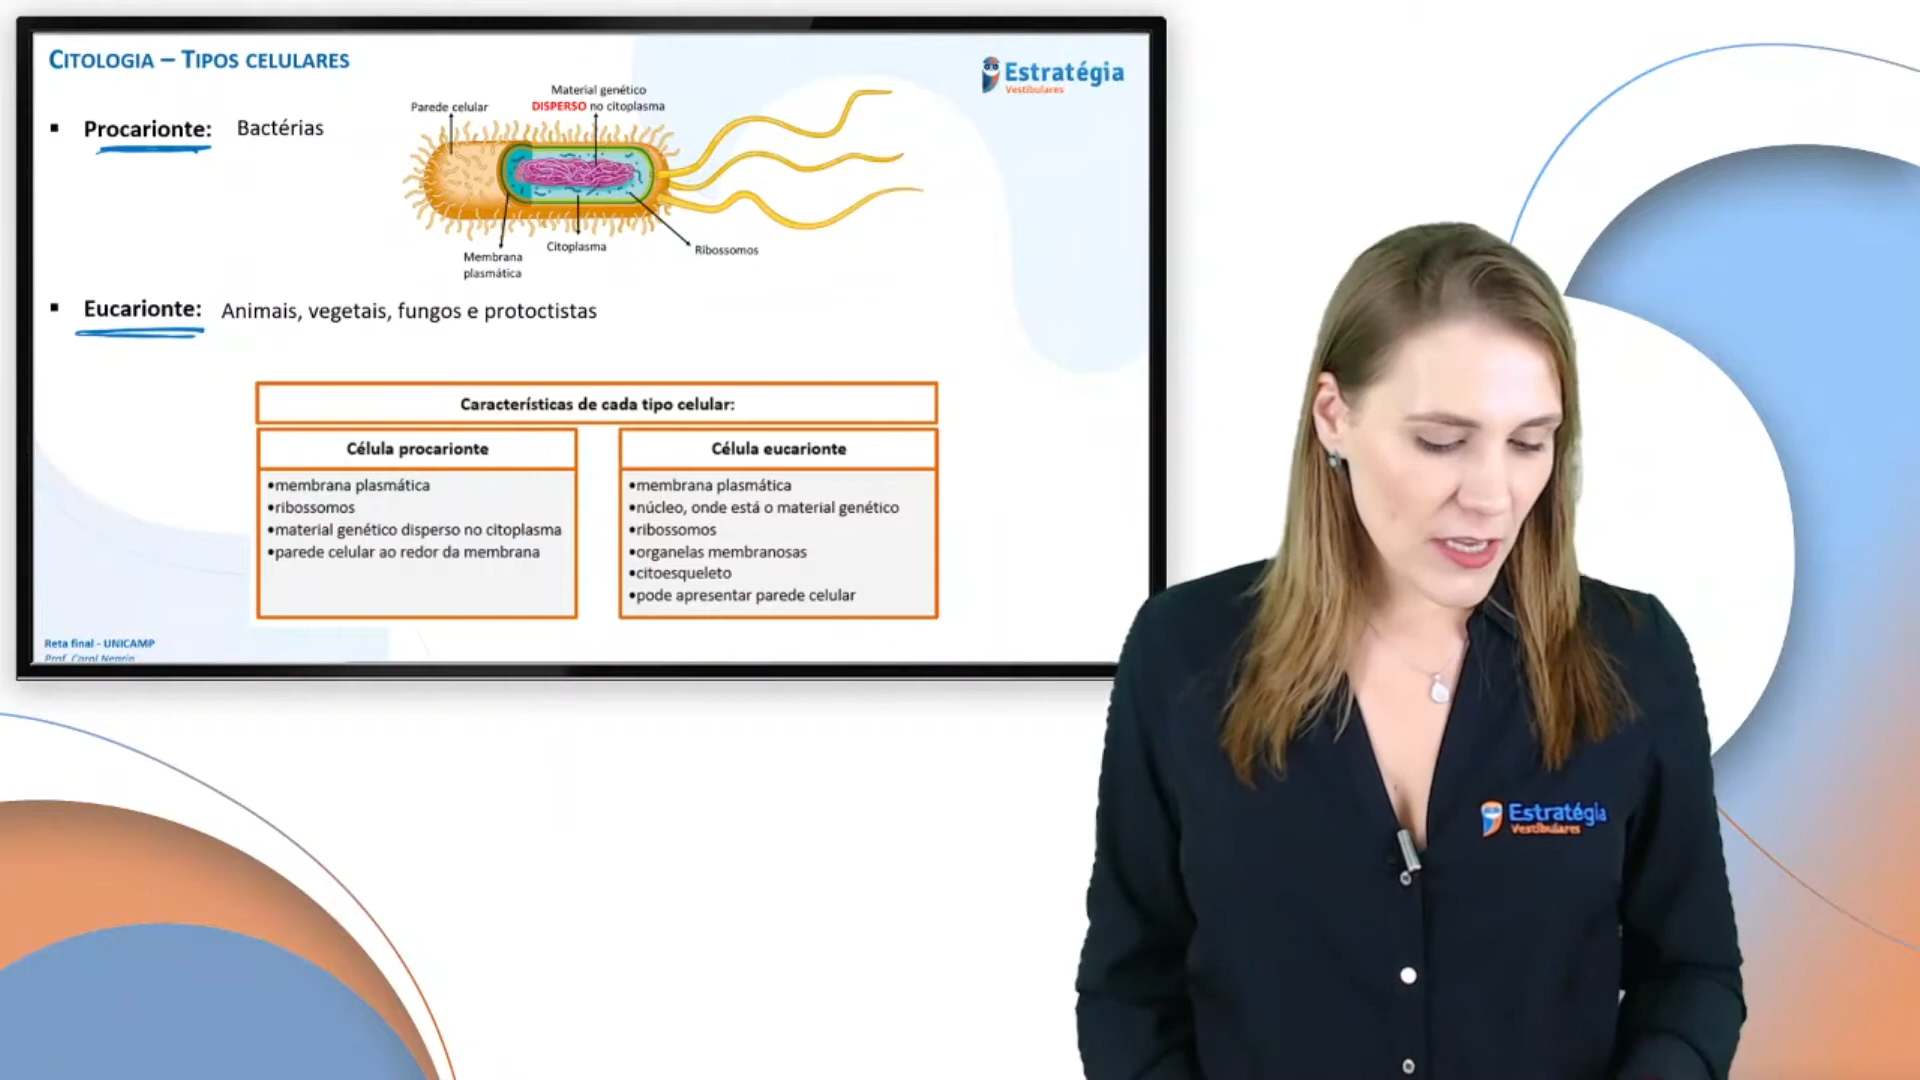 CITOLOGIA – TIPOS CELULARES
Estratégia
Vestibulares
▪ Procarionte: Bactérias
Parede celular
Material genético
DISPERSO no citoplasma
Membrana
plasmática
Citoplasma
Ribossomos
▪ Eucarionte: Animais, vegetais, fungos e protoctistas
Características de cada tipo celular:
Célula procarionte
•membrana plasmática
•ribossomos
•material genético disperso no citoplasma
•parede celular ao redor da membrana
Célula eucarionte
•membrana plasmática
•núcleo, onde está o material genético
•ribossomos
•organelas membranosas
•citoesqueleto
•pode apresentar parede celular
Reta final - UNICAMP
Prof. Carol Negrin
Estratégia
Vestibulares